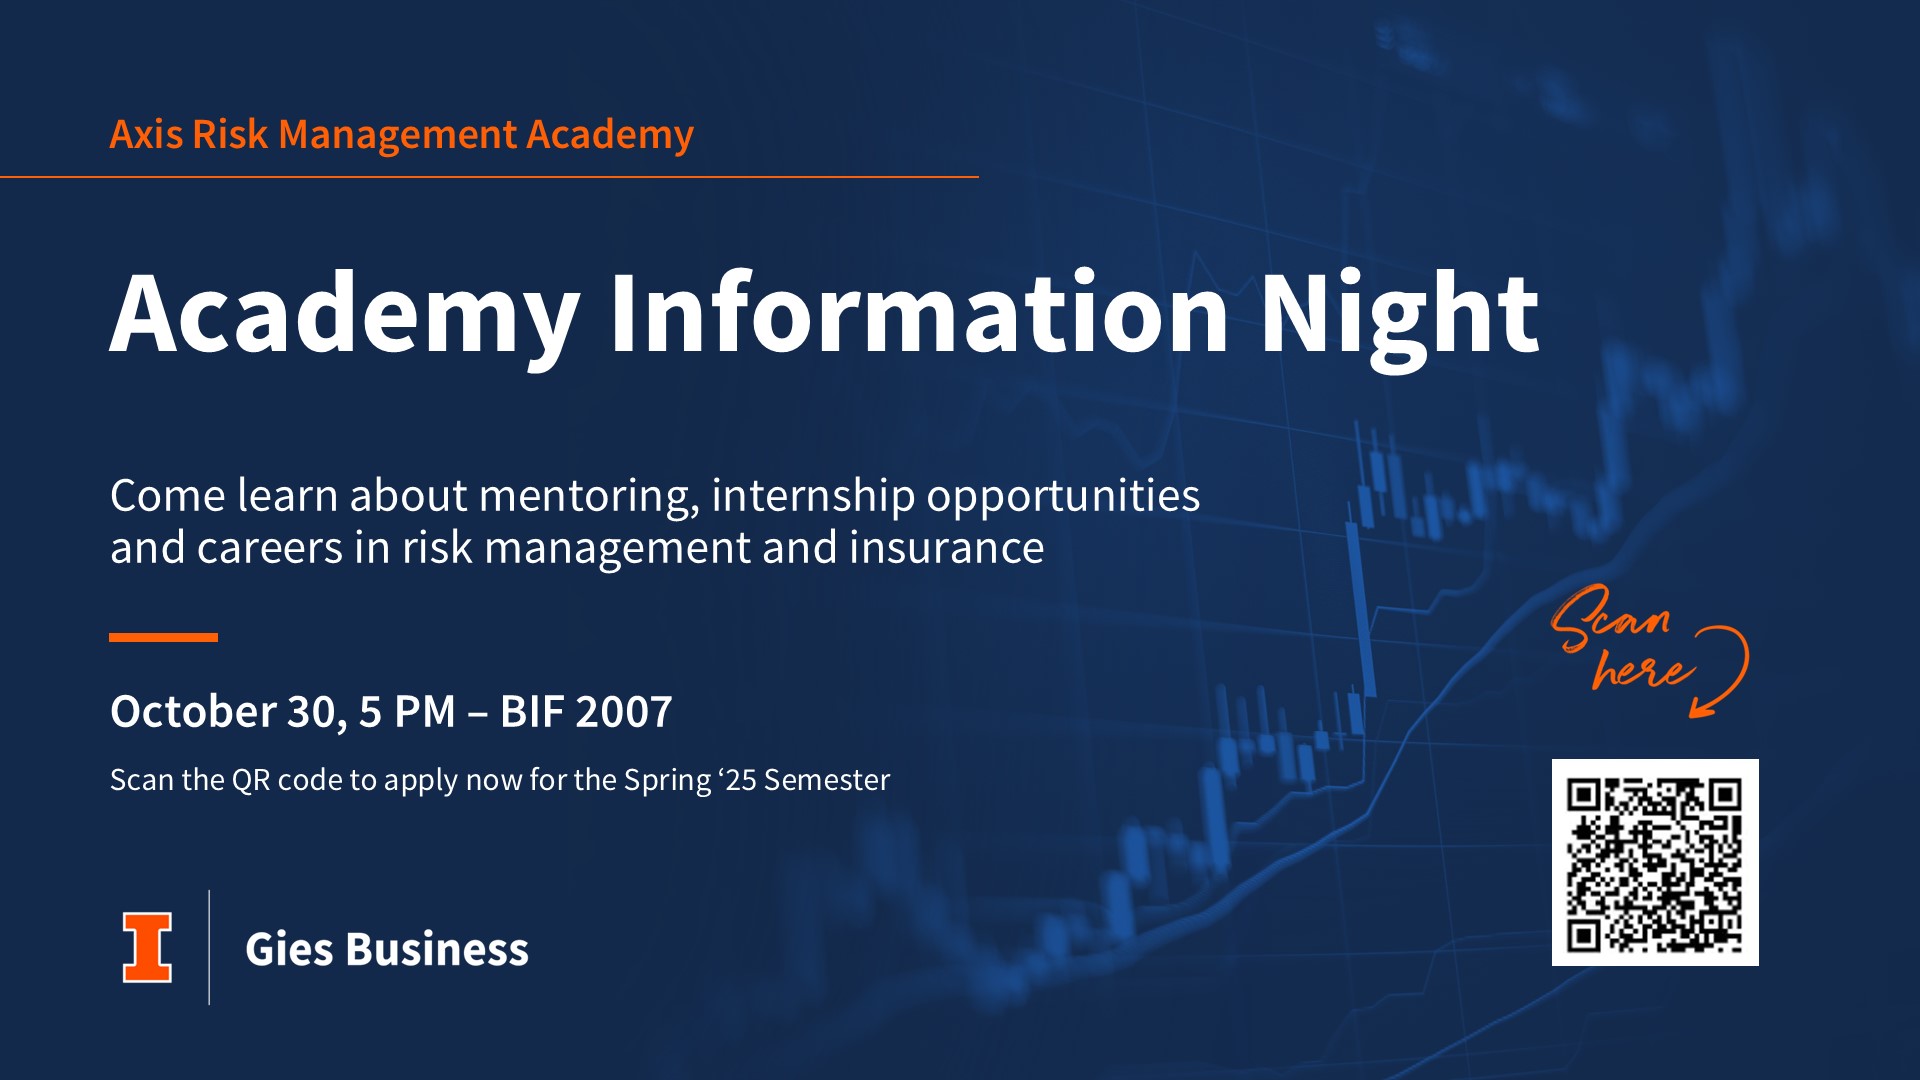 Axis Risk Management Academy
Academy Information Night
Come learn about mentoring, internship opportunities
and careers in risk management and insurance
October 30, 5 PM – BIF 2007
Scan the QR code to apply now for the Spring ‘25 Semester
Scan
here
I
Gies Business